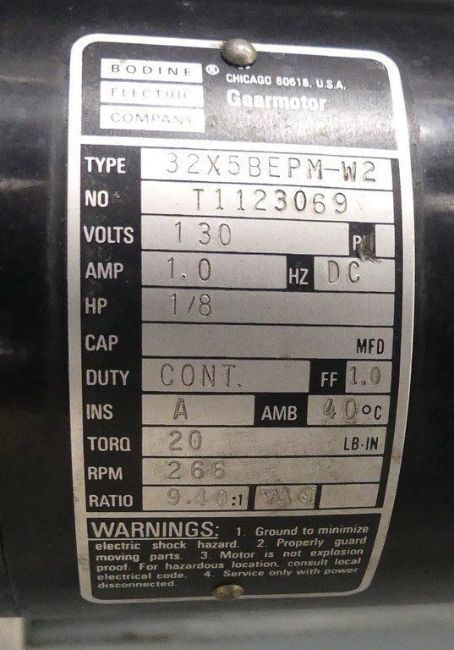 BODINE ® CHICAGO 60618, U.S.A.
ELECTRIC Gearmotor
COMPANY
TYPE 32X5BEPM-W2
NO T1123069
VOLTS 130
AMP 1.0 HZ DC
HP 1/8
CAP MFD
DUTY CONT. FF 1.0
INS A AMB 40°C
TORQ 20 LB-IN
RPM 266
RATIO 9.40:1
WARNINGS: 1. Ground to minimize
electric shock hazard. 2. Properly guard
moving parts. 3. Motor is not explosion
proof. For hazardous location, consult local
electrical code. 4. Service only with power
disconnected.